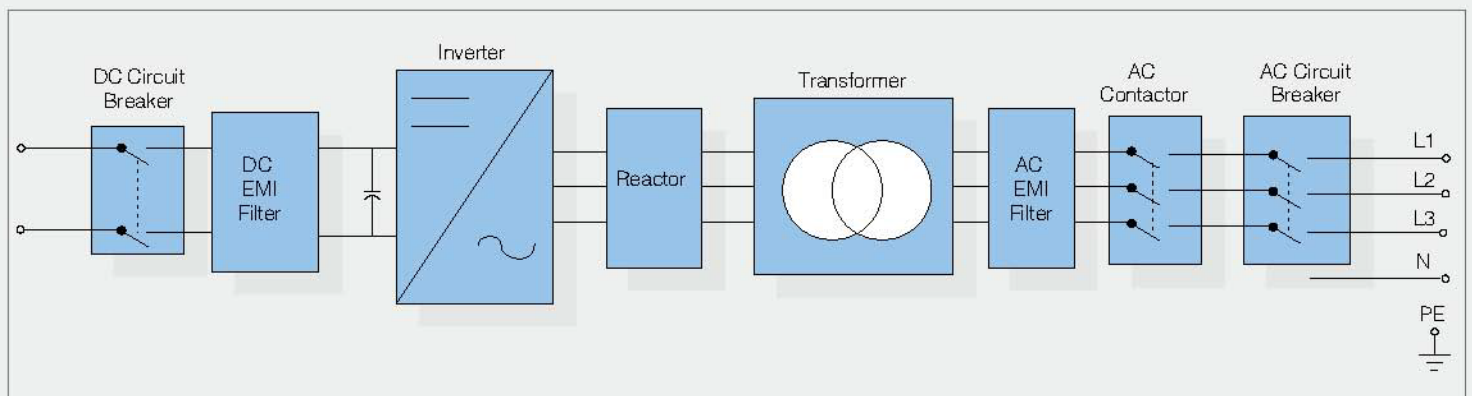 DC Circuit
Breaker
DC
EMI
Filter
Inverter
Reactor
Transformer
AC
EMI
Filter
AC
Contactor
AC Circuit
Breaker
L1
L2
L3
N
PE